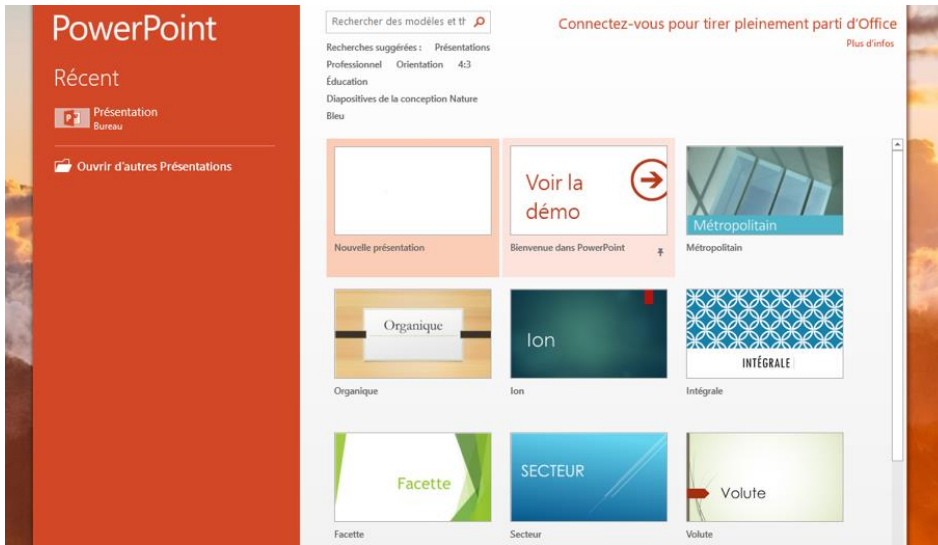 PowerPoint
Récent
Présentation
Bureau
Ouvrir d'autres Présentations
Rechercher des modèles et th
Recherches suggérées : Présentations
Professionnel Orientation 4:3
Éducation
Diapositives de la conception Nature
Bleu
Connectez-vous pour tirer pleinement parti d'Office
Plus d'infos
Nouvelle présentation
Voir la
démo
Bienvenue dans PowerPoint
Métropolitain
Métropolitain
Organique
Organique
Ion
Ion
INTÉGRALE
Intégrale
Facette
Facette
SECTEUR
Secteur
Volute
Volute